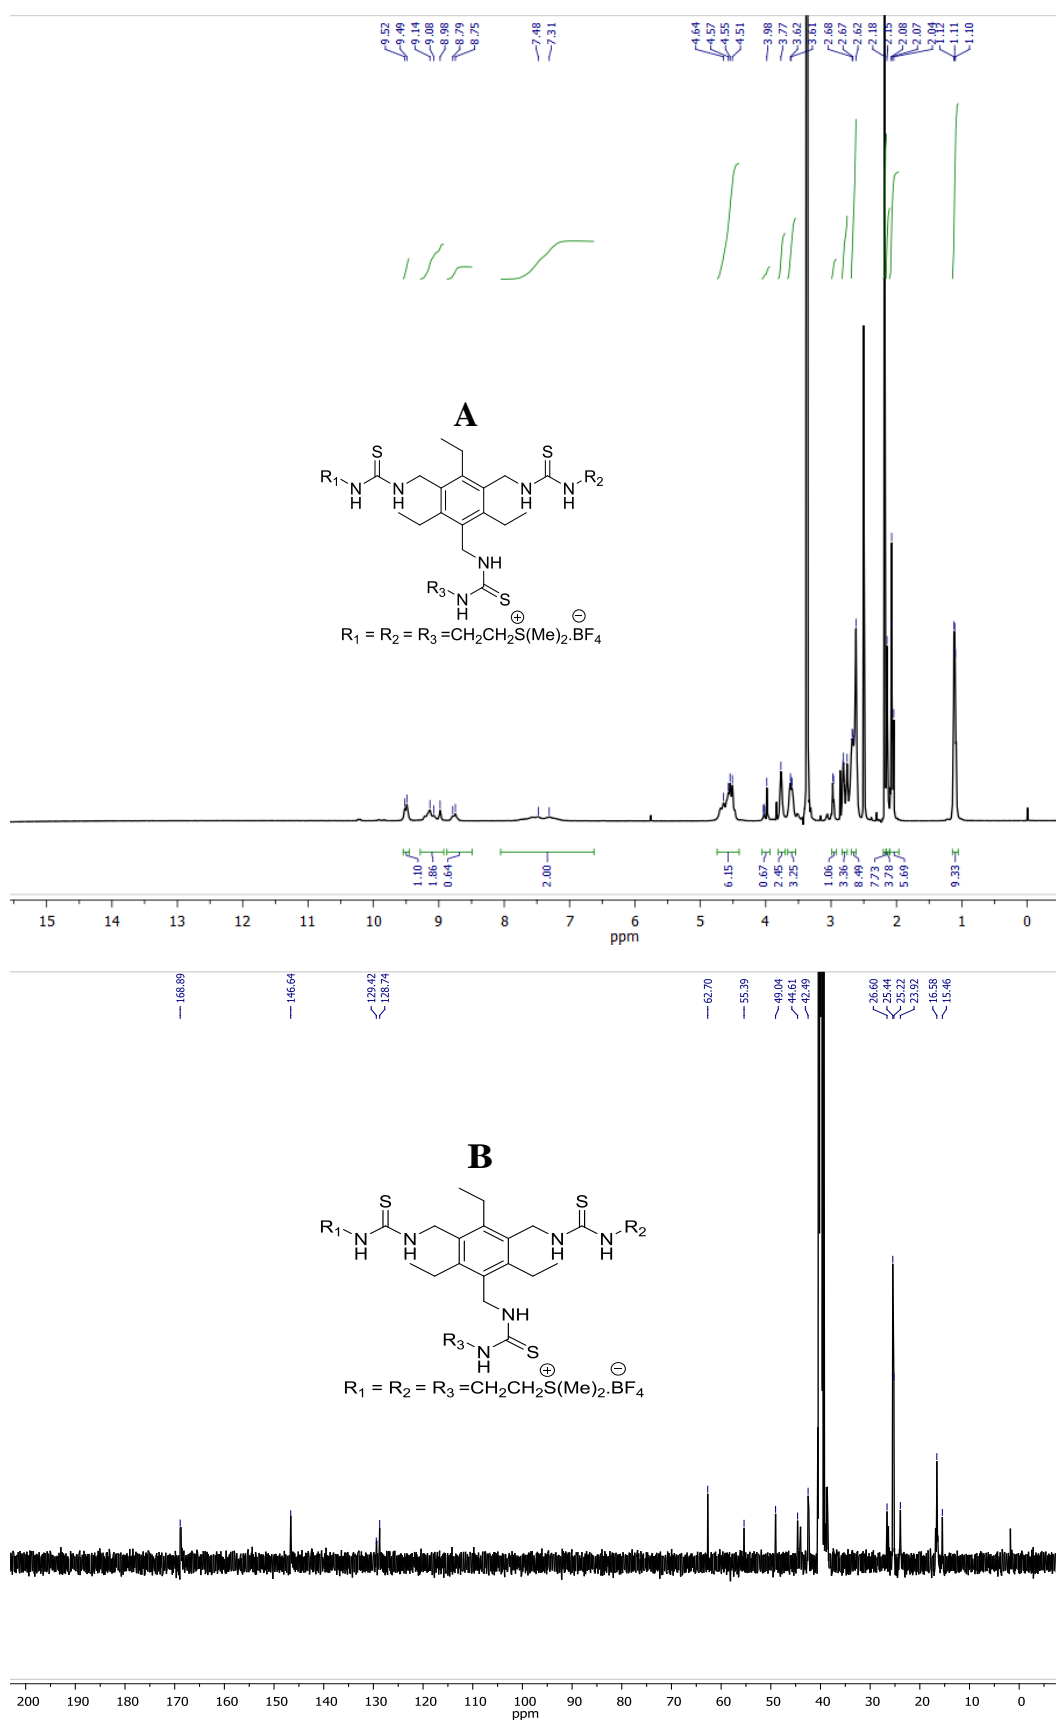 9.52 9.49 9.14 9.08 8.98 8.79 8.75 7.48 7.31 4.64 4.57 4.55 4.51 3.98 3.77 3.62 3.61 2.68 2.67 2.62 2.18 2.15 2.08 2.07 2.04 1.12 1.11 1.10
A
S S
R1 N H N H N H N H R2
NH
R3 N H S
R1 = R2 = R3 =CH2CH2S⊕(Me)2.BF4⊖
1.10 1.86 0.64 2.00 6.15 0.67 2.45 3.25 1.06 3.36 8.49 7.73 3.78 5.69 9.33
15 14 13 12 11 10 9 8 7 6 5 4 3 2 1 0
ppm
168.89 146.64 129.42 128.74 62.70 55.39 49.04 44.61 42.49 26.60 25.44 25.22 23.92 16.58 15.46
B
S S
R1 N H N H N H N H R2
NH
R3 N H S
R1 = R2 = R3 =CH2CH2S⊕(Me)2.BF4⊖
200 190 180 170 160 150 140 130 120 110 100 90 80 70 60 50 40 30 20 10 0
ppm